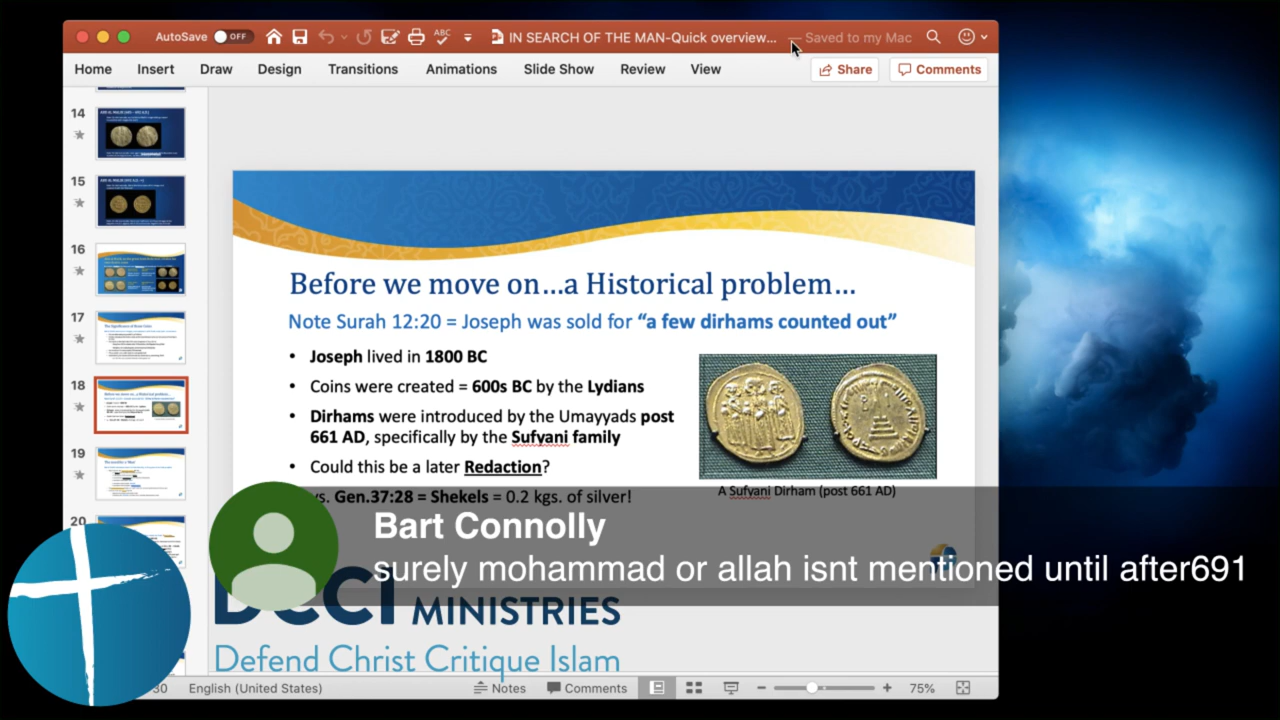 AutoSave OFF
ABC
IN SEARCH OF THE MAN-Quick overview...
— Saved to my Mac
Home Insert Draw Design Transitions Animations Slide Show Review View
Share Comments
14
15
16
17
18
19
20
Before we move on...a Historical problem...
Note Surah 12:20 = Joseph was sold for “a few dirhams counted out”
• Joseph lived in 1800 BC
• Coins were created = 600s BC by the Lydians
• Dirhams were introduced by the Umayyads post
661 AD, specifically by the Sufyani family
• Could this be a later Redaction?
vs. Gen.37:28 = Shekels = 0.2 kgs. of silver!
A Sufyani Dirham (post 661 AD)
Bart Connolly
surely mohammad or allah isnt mentioned until after691
DCCI MINISTRIES
Defend Christ Critique Islam
30 English (United States)
Notes Comments
75%